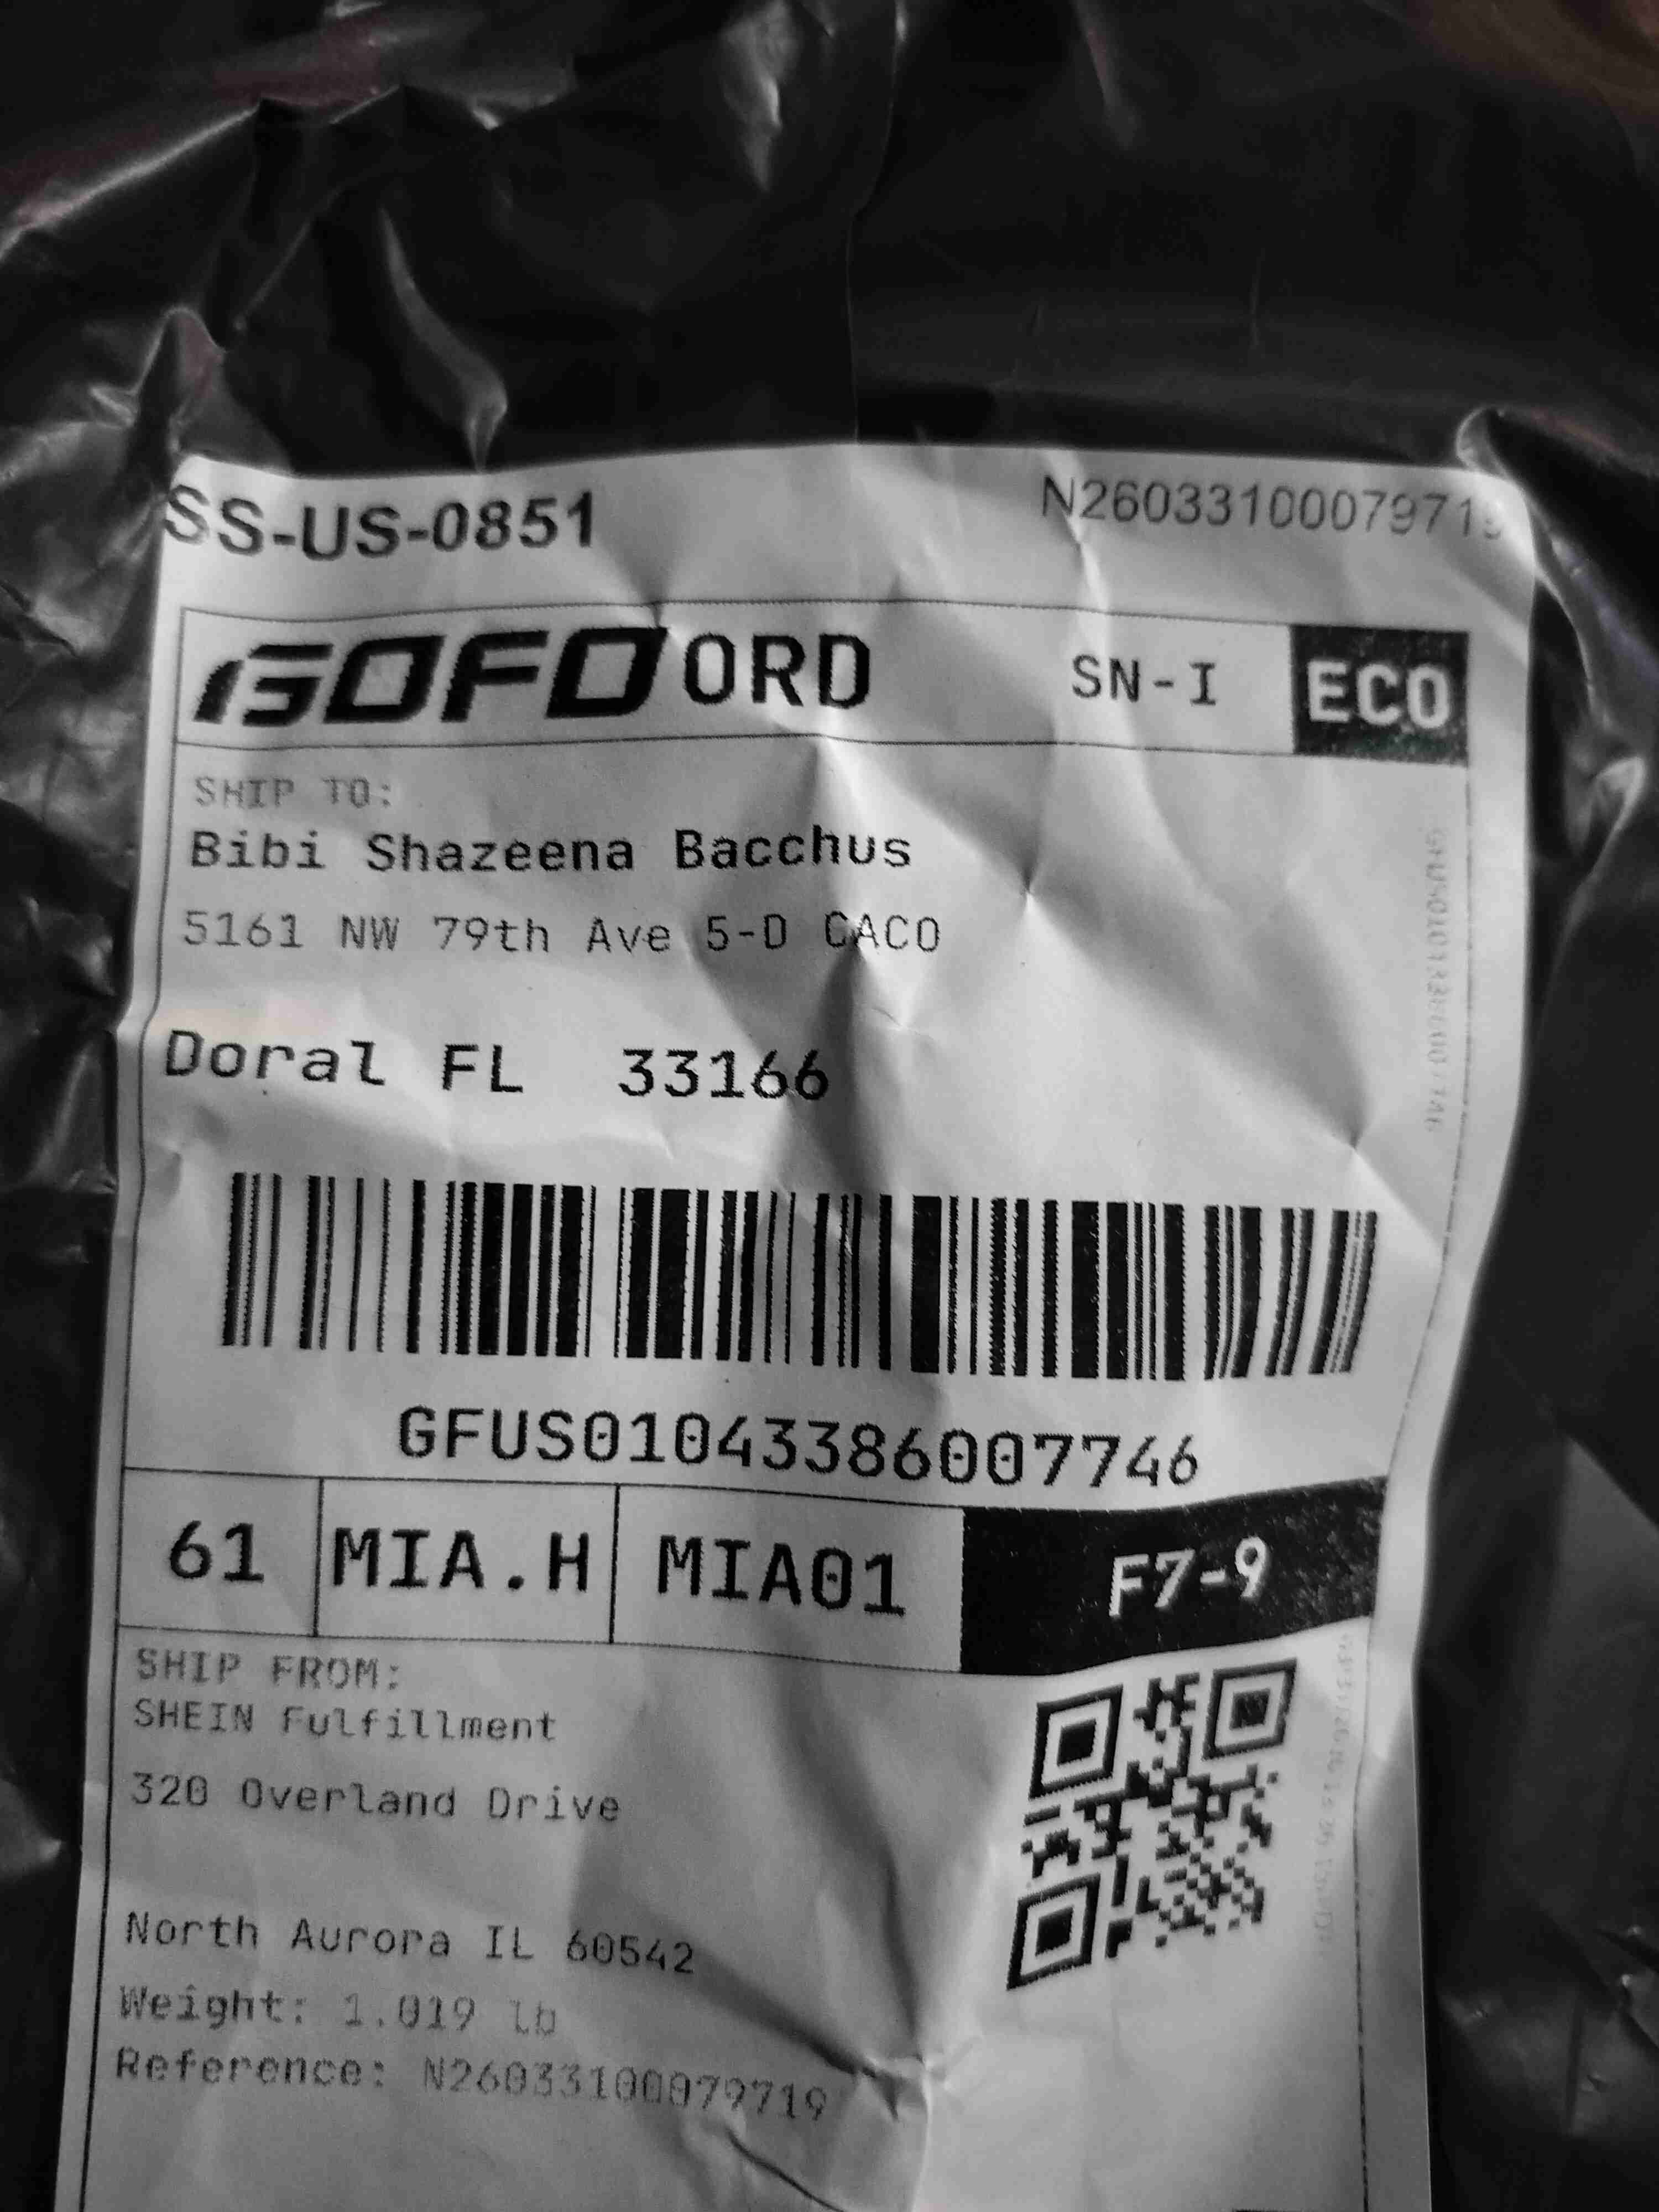 SS-US-0851 N26033100079719
GOFO ORD SN-I ECO
SHIP TO:
Bibi Shazeena Bacchus
5161 NW 79th Ave 5-D CACO
Doral FL 33166
GFUS01043386007746
61 MIA.H MIA01 F7-9
SHIP FROM:
SHEIN Fulfillment
320 Overland Drive
North Aurora IL 60542
Weight: 1.019 lb
Reference: N26033100079719